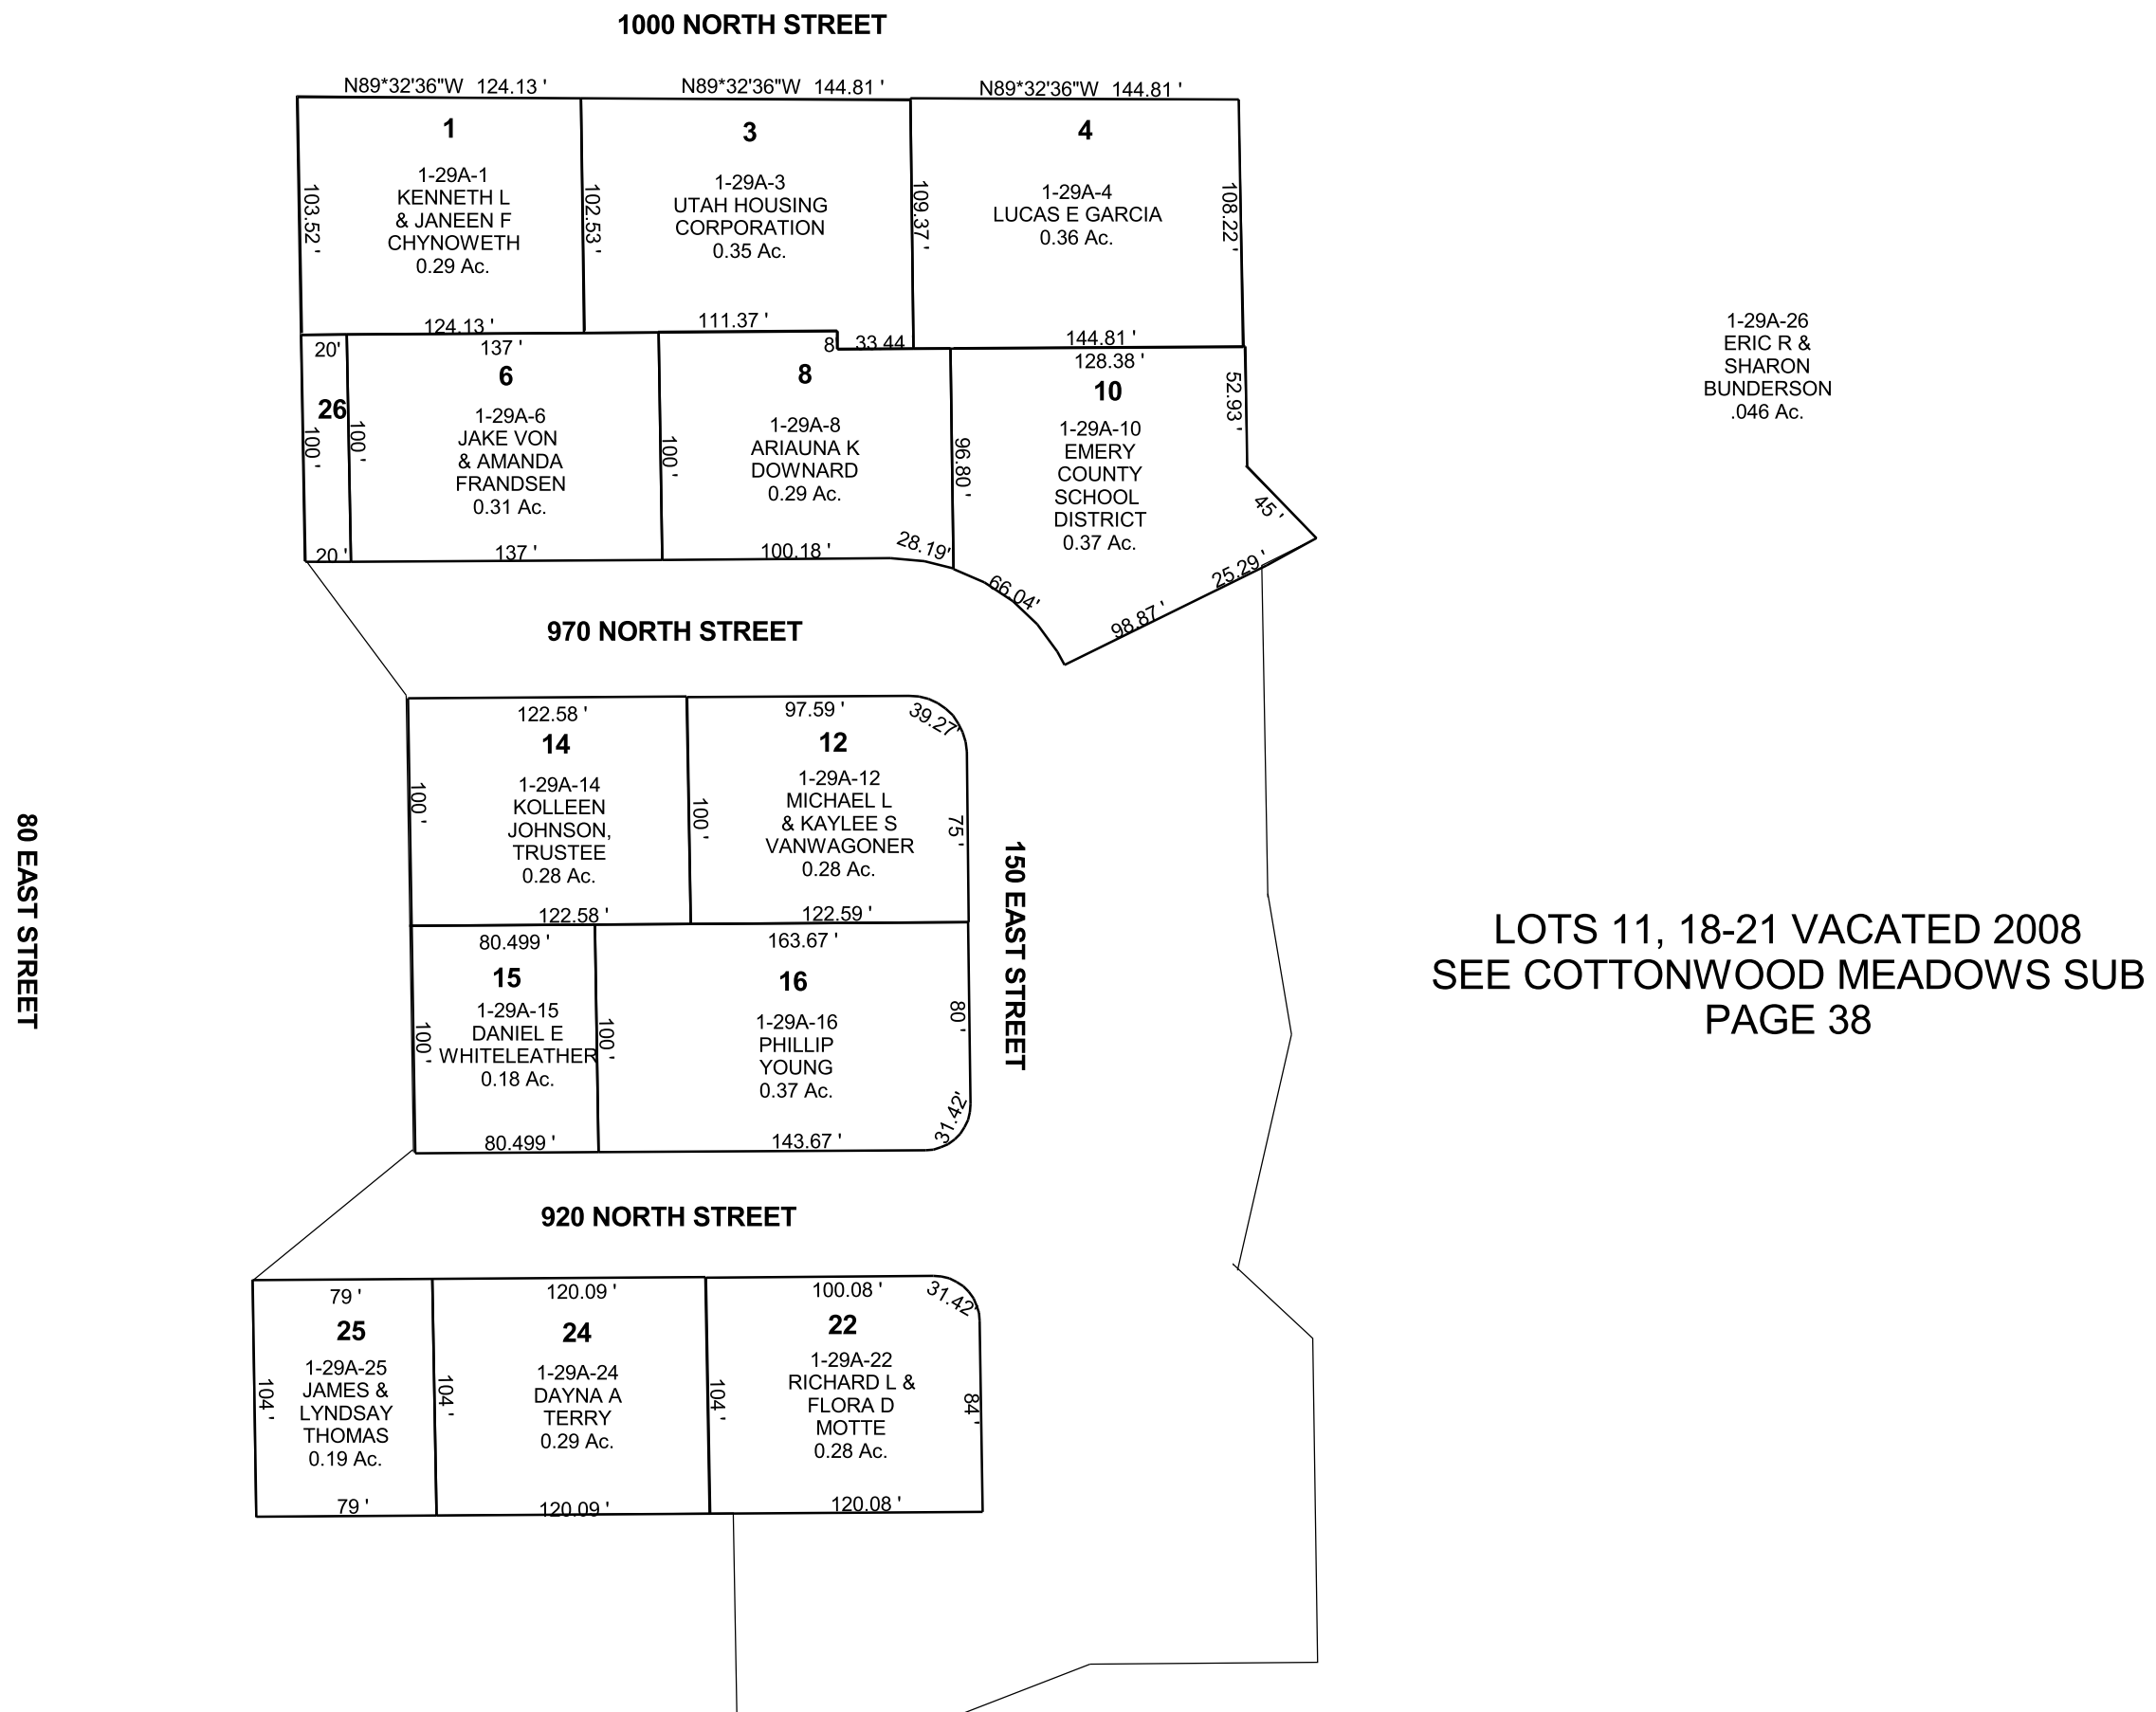 1000 NORTH STREET
N89*32'36"W 124.13 '
N89*32'36"W 144.81 '
N89*32'36"W 144.81 '
1
1-29A-1
KENNETH L
& JANEEN F
CHYNOWETH
0.29 Ac.
103.52 '
124.13 '
102.53 '
3
1-29A-3
UTAH HOUSING
CORPORATION
0.35 Ac.
111.37 '
8
33.44
109.37 '
4
1-29A-4
LUCAS E GARCIA
0.36 Ac.
108.22 '
144.81 '
1-29A-26
ERIC R &
SHARON
BUNDERSON
.046 Ac.
20'
26
100 '
20 '
100 '
137 '
6
1-29A-6
JAKE VON
& AMANDA
FRANDSEN
0.31 Ac.
137 '
100 '
8
1-29A-8
ARIAUNA K
DOWNARD
0.29 Ac.
100.18 '
28.19'
96.80 '
128.38 '
10
1-29A-10
EMERY
COUNTY
SCHOOL
DISTRICT
0.37 Ac.
52.93 '
45 '
25.29 '
98.87 '
66.04'
970 NORTH STREET
122.58 '
14
1-29A-14
KOLLEEN
JOHNSON,
TRUSTEE
0.28 Ac.
100 '
122.58 '
100 '
97.59 '
39.27'
12
1-29A-12
MICHAEL L
& KAYLEE S
VANWAGONER
0.28 Ac.
75 '
122.59 '
80 EAST STREET
150 EAST STREET
80.499 '
15
1-29A-15
DANIEL E
WHITELEATHER
0.18 Ac.
100 '
80.499 '
100 '
163.67 '
16
1-29A-16
PHILLIP
YOUNG
0.37 Ac.
80 '
31.42'
143.67 '
LOTS 11, 18-21 VACATED 2008
SEE COTTONWOOD MEADOWS SUB
PAGE 38
920 NORTH STREET
79 '
25
1-29A-25
JAMES &
LYNDSAY
THOMAS
0.19 Ac.
104 '
79 '
104 '
120.09 '
24
1-29A-24
DAYNA A
TERRY
0.29 Ac.
120.09 '
104 '
100.08 '
31.42'
22
1-29A-22
RICHARD L &
FLORA D
MOTTE
0.28 Ac.
84 '
120.08 '